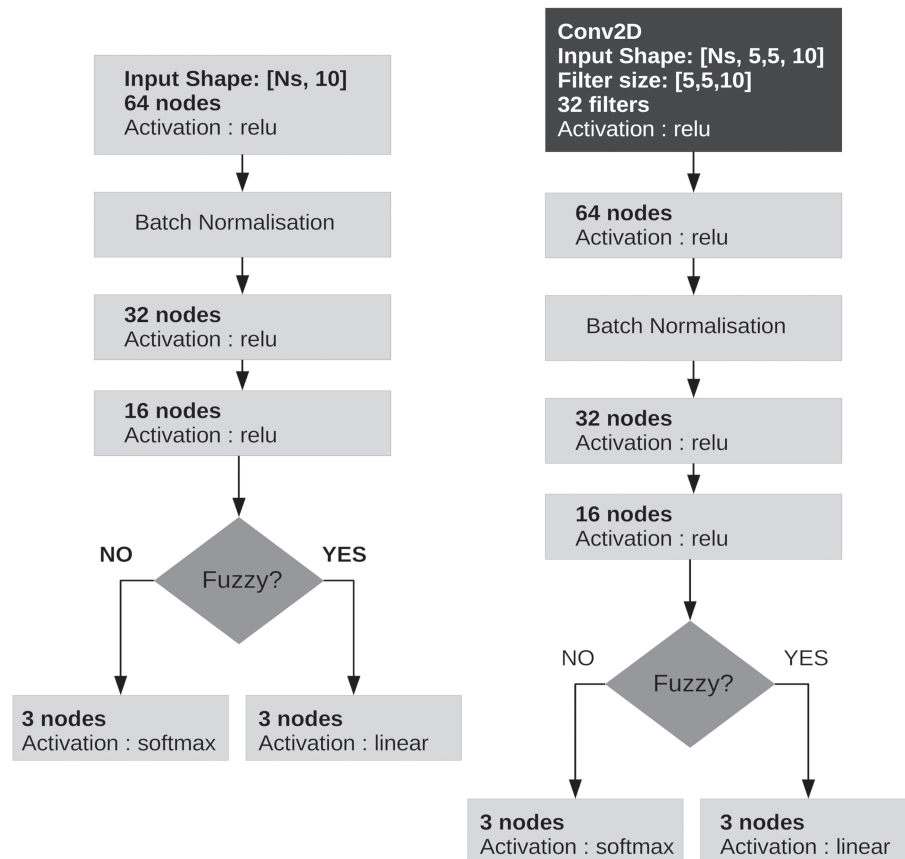 Input Shape: [Ns, 10]
64 nodes
Activation : relu
Batch Normalisation
32 nodes
Activation : relu
16 nodes
Activation : relu
NO
YES
Fuzzy?
3 nodes
Activation : softmax
3 nodes
Activation : linear
Conv2D
Input Shape: [Ns, 5,5, 10]
Filter size: [5,5,10]
32 filters
Activation : relu
64 nodes
Activation : relu
Batch Normalisation
32 nodes
Activation : relu
16 nodes
Activation : relu
NO
YES
Fuzzy?
3 nodes
Activation : softmax
3 nodes
Activation : linear